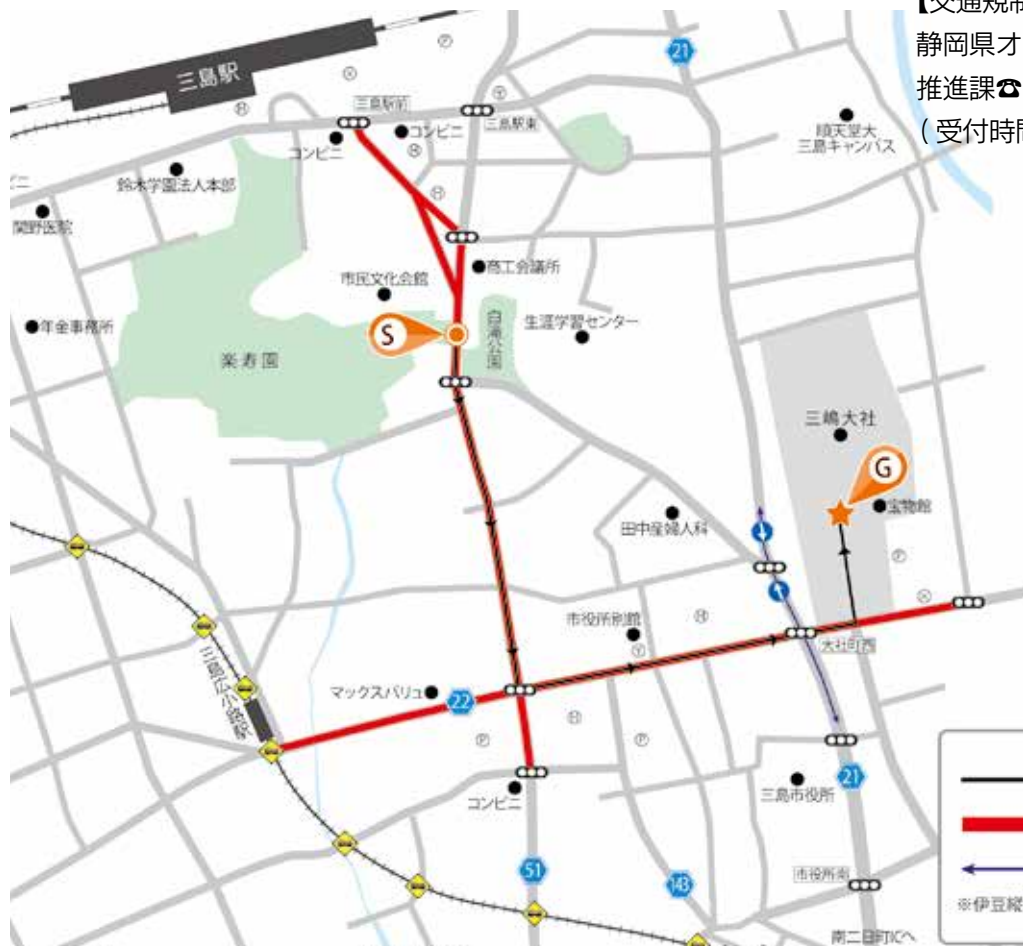 【交通規制
静岡県オ
推進課☎
(受付時間
三島駅
21
三島駅前
三島駅東
コンビニ
コンビニ
順天堂大
三島キャンパス
鈴木学園法人本部
関野医院
商工会議所
市民文化会館
年金事務所
S
白滝公園
生涯学習センター
楽寿園
三嶋大社
G
宝物館
田中産婦人科
市役所別館
大社町西
マックスバリュ
22
コンビニ
三島市役所
21
51
143
市役所南
※伊豆縦
南二日町ICへ